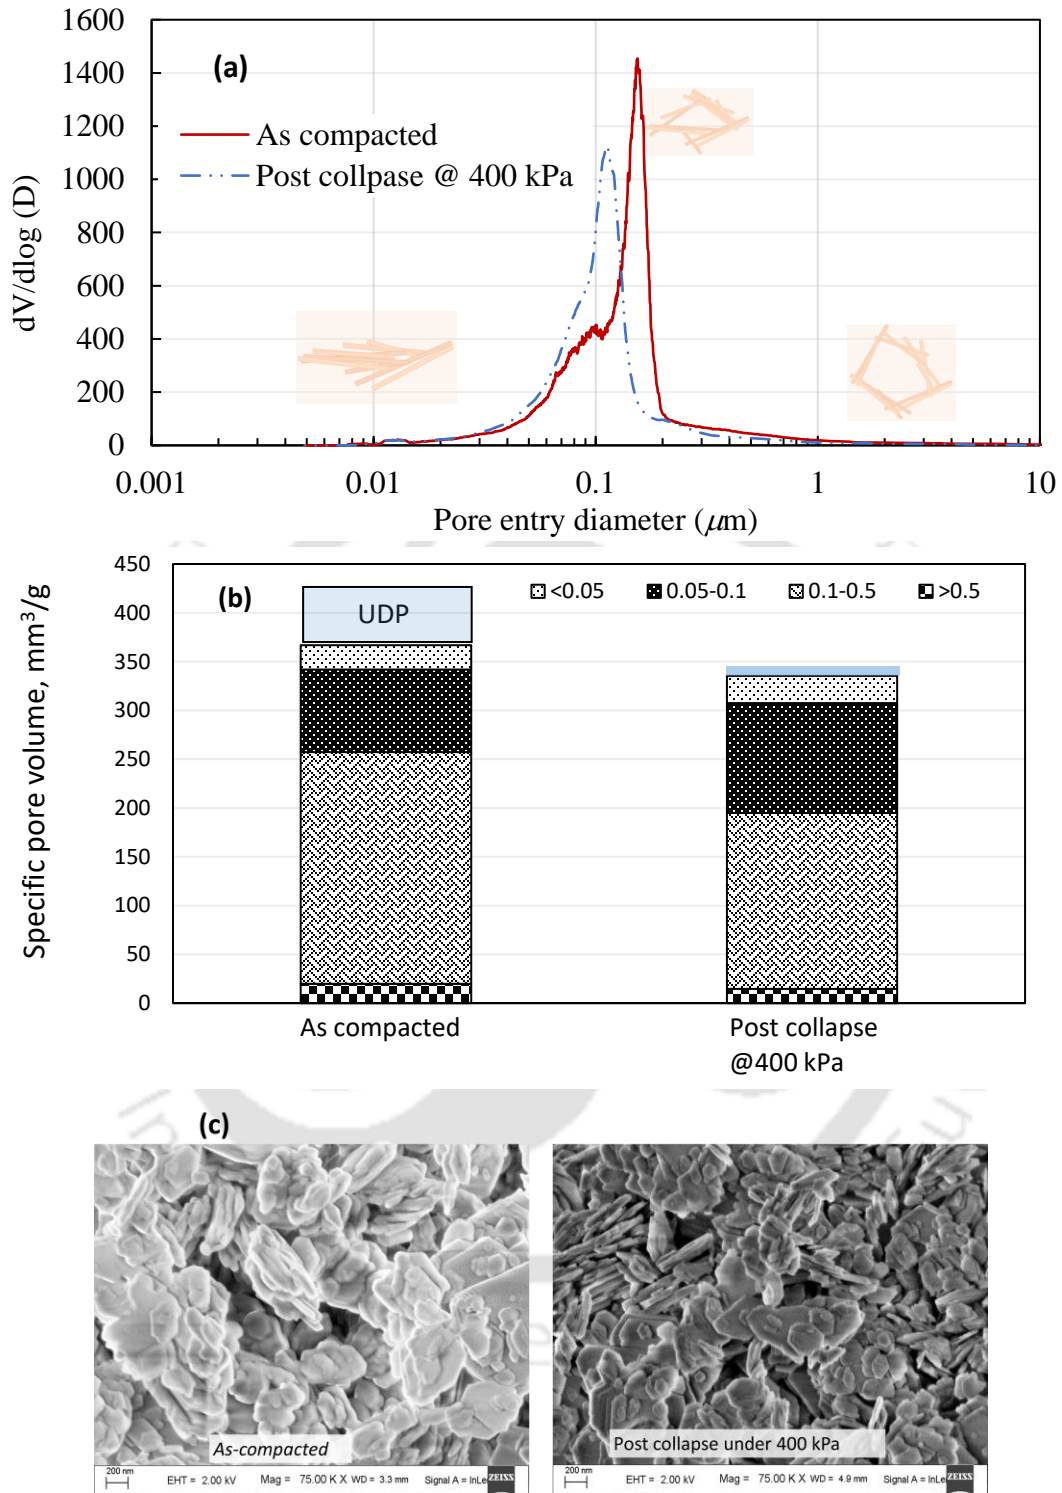 (a)
1600
1400
1200
1000
800
600
400
200
0
dV/dlog (D)
As compacted
Post collpase @ 400 kPa
0.001
0.01
0.1
1
10
Pore entry diameter (μm)
(b)
450
400
350
300
250
200
150
100
50
0
Specific pore volume, mm³/g
<0.05
0.05-0.1
0.1-0.5
>0.5
UDP
As compacted
Post collapse
@400 kPa
(c)
As-compacted
200 nm
EHT = 2.00 kV
Mag = 75.00 K X
WD = 3.3 mm
Signal A = InLe
ZEISS
Post collapse under 400 kPa
200 nm
EHT = 2.00 kV
Mag = 75.00 K X
WD = 4.9 mm
Signal A = InLe
ZEISS